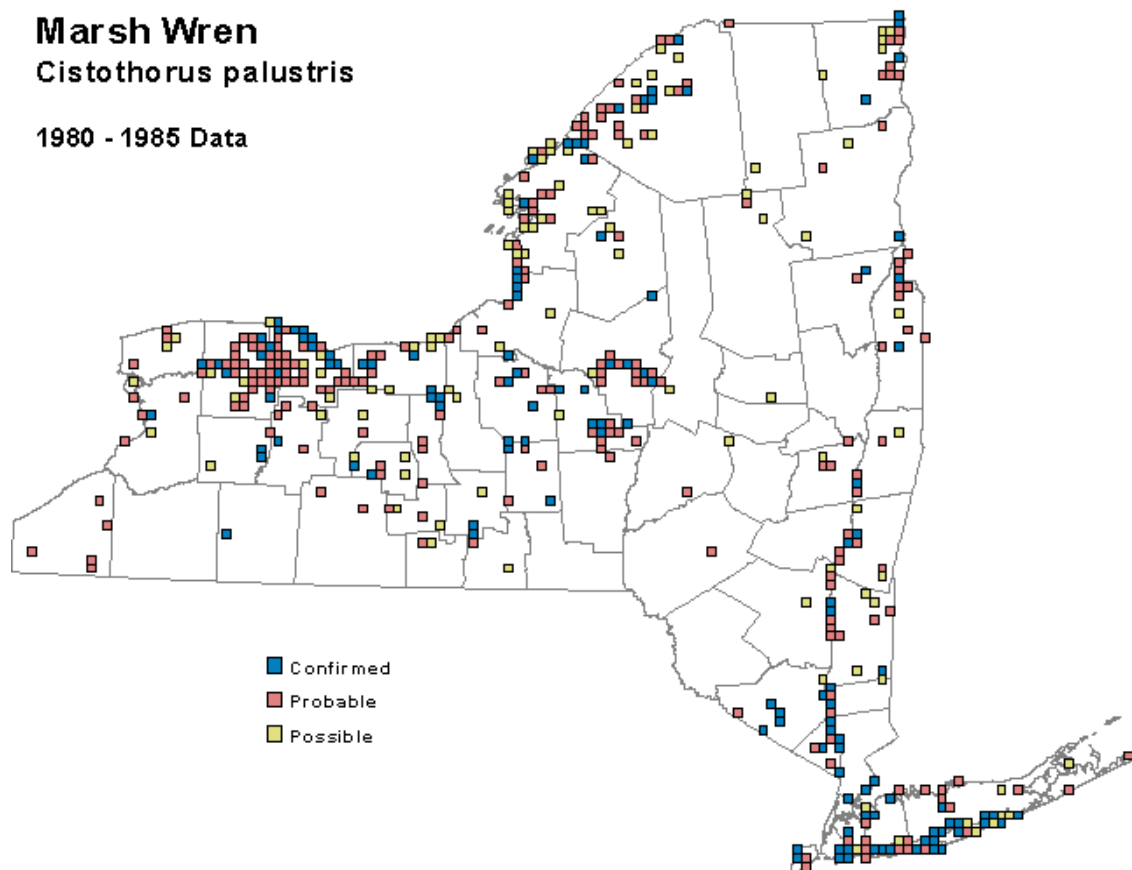 Marsh Wren
Cistothorus palustris
1980 - 1985 Data
Confirmed
Probable
Possible